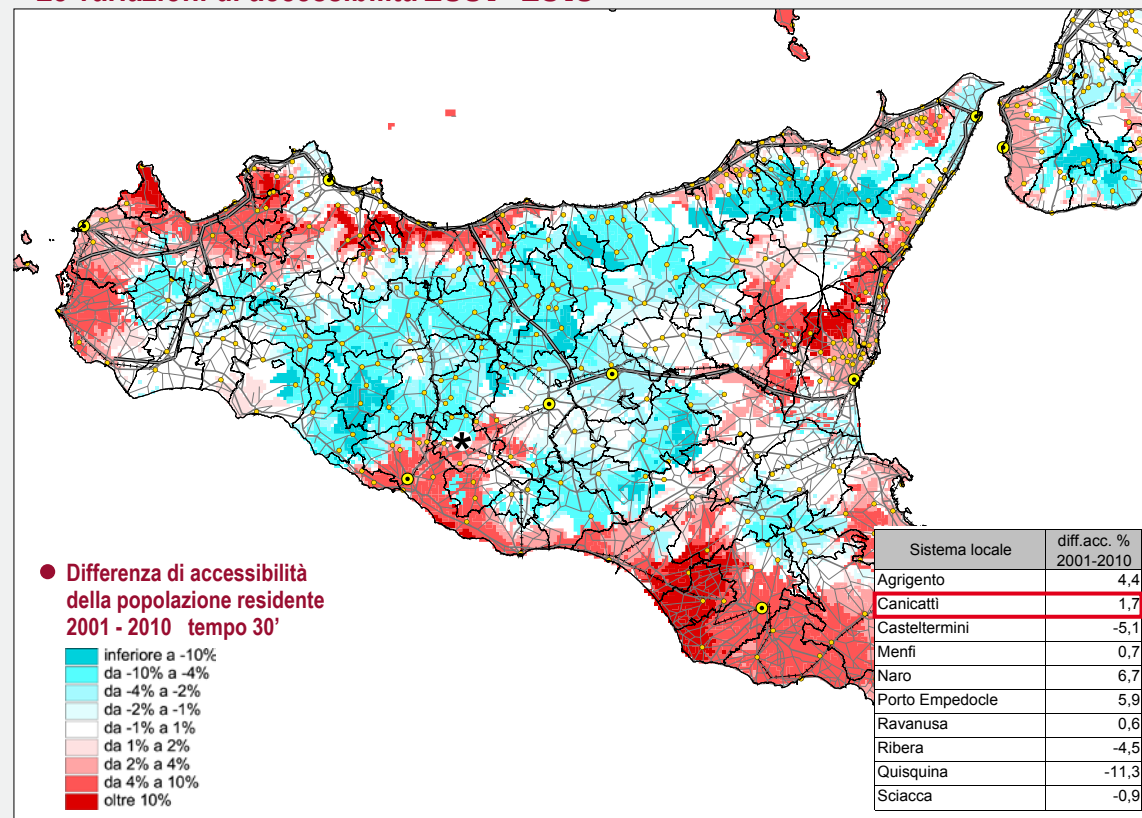 ● Differenza di accessibilità
della popolazione residente
2001 - 2010 tempo 30’
inferiore a -10%
da -10% a -4%
da -4% a -2%
da -2% a -1%
da -1% a 1%
da 1% a 2%
da 2% a 4%
da 4% a 10%
oltre 10%
*
Sistema locale diff.acc. % 2001-2010
Agrigento 4,4
Canicattì 1,7
Casteltermini -5,1
Menfi 0,7
Naro 6,7
Porto Empedocle 5,9
Ravanusa 0,6
Ribera -4,5
Quisquina -11,3
Sciacca -0,9